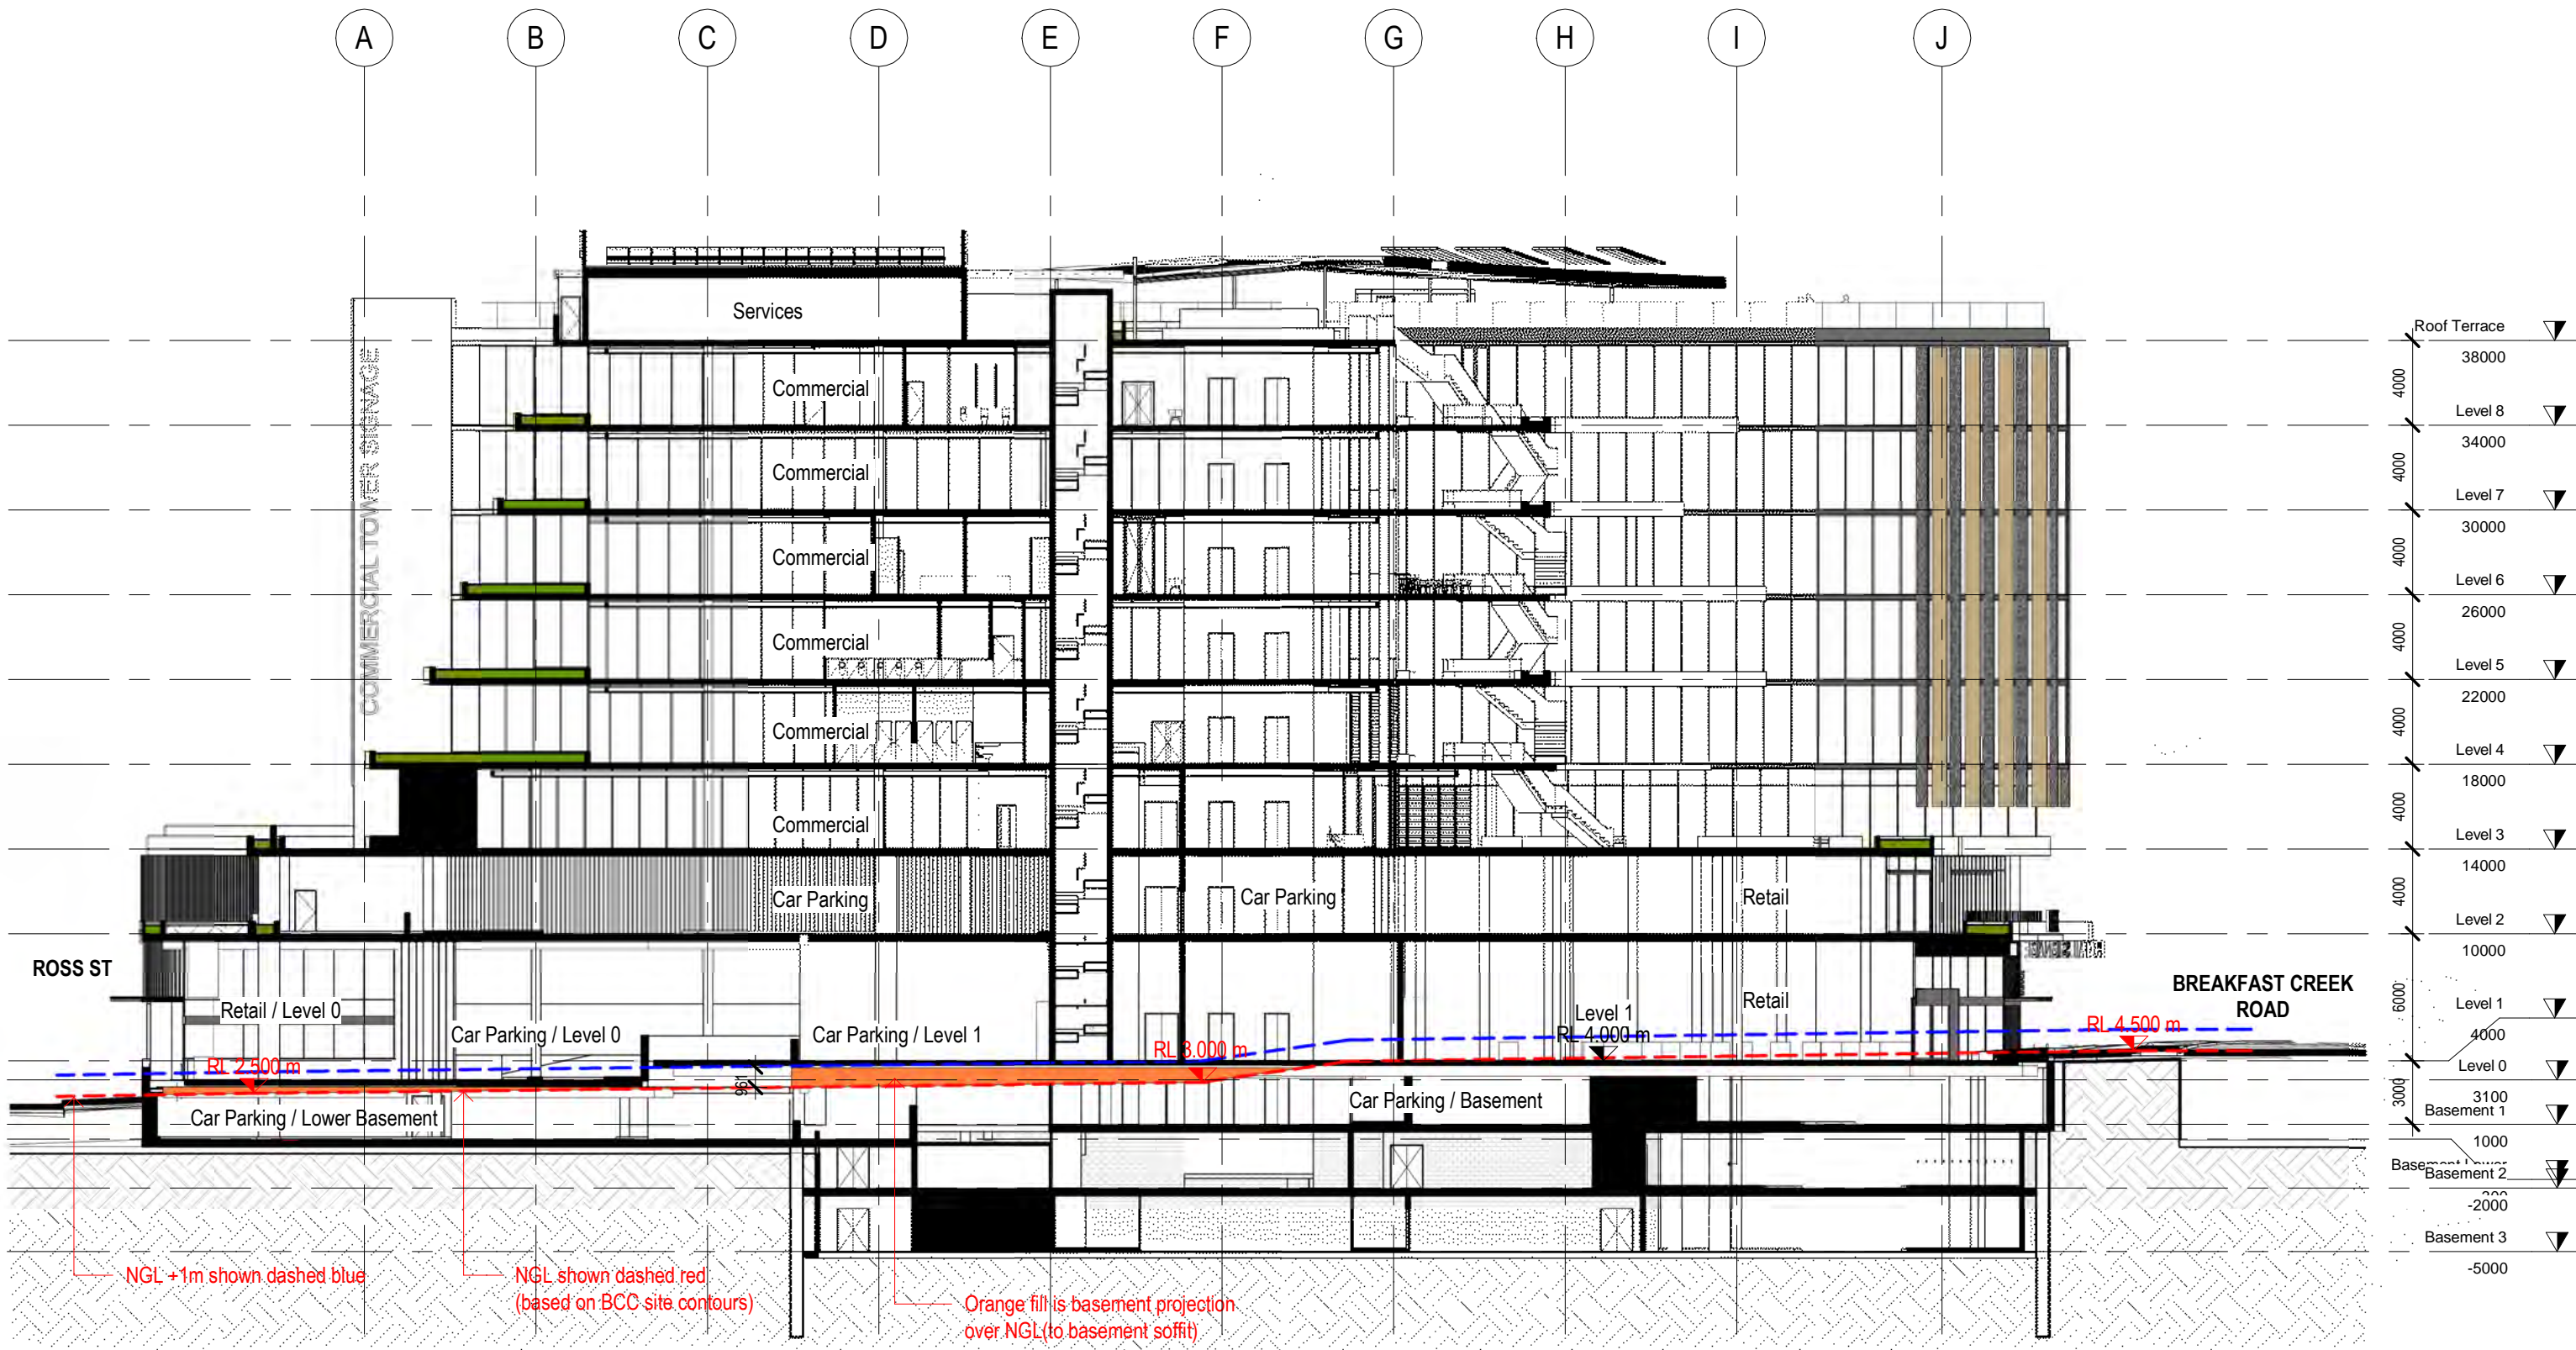 A
B
C
D
E
F
G
H
I
J
Services
COMMERCIAL TOWER SIGNAGE
Commercial
Commercial
Commercial
Commercial
Commercial
Commercial
Car Parking
Car Parking
Retail
ROSS ST
Retail / Level 0
Car Parking / Level 0
Car Parking / Level 1
Level 1
RL 4.000 m
Retail
BREAKFAST CREEK
ROAD
RL 2.500 m
961
RL 3.000 m
RL 4.500 m
Car Parking / Lower Basement
Car Parking / Basement
NGL +1m shown dashed blue
NGL shown dashed red
(based on BCC site contours)
Orange fill is basement projection
over NGL(to basement soffit)
Roof Terrace
38000
4000
Level 8
34000
4000
Level 7
30000
4000
Level 6
26000
4000
Level 5
22000
4000
Level 4
18000
4000
Level 3
14000
4000
Level 2
10000
6000
Level 1
4000
Level 0
3100
3000
Basement 1
1000
Basement Lower
Basement 2
-2000
Basement 3
-5000